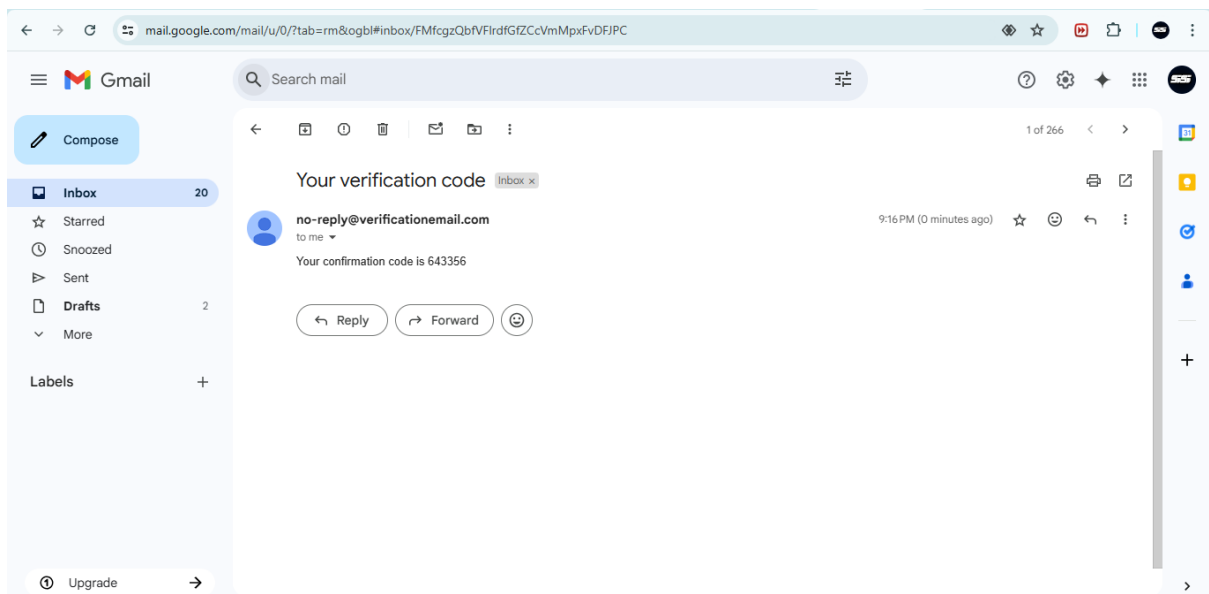 mail.google.com/mail/u/0/?tab=rm&ogbl#inbox/FMfcgzQbfVFlrdfGfZCcVmMpxFvDFJPC
Gmail
Search mail
Compose
1 of 266
31
Your verification code Inbox ×
Inbox 20
no-reply@verificationemail.com 9:16 PM (0 minutes ago)
Starred
to me
Snoozed
Your confirmation code is 643356
Sent
Drafts 2
Reply Forward
More
Labels
Upgrade